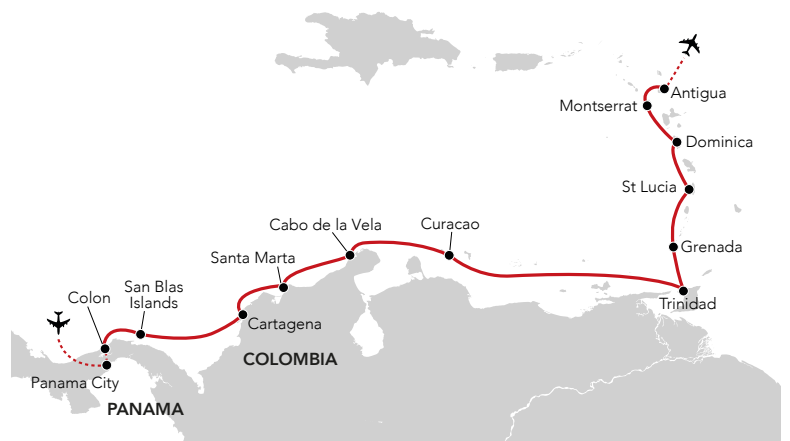 Antigua
Montserrat
Dominica
St Lucia
Cabo de la Vela
Curacao
Grenada
Santa Marta
San Blas
Islands
Colon
Trinidad
Cartagena
COLOMBIA
Panama City
PANAMA